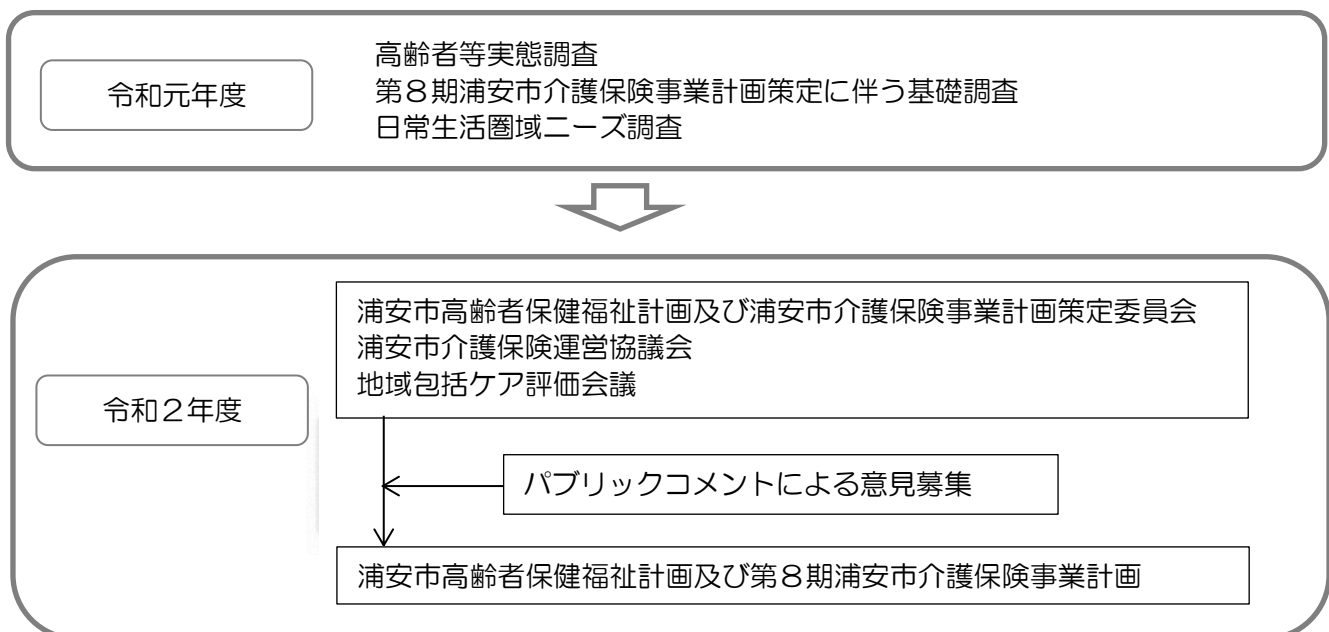 令和元年度
高齢者等実態調査
第８期浦安市介護保険事業計画策定に伴う基礎調査
日常生活圏域ニーズ調査
令和２年度
浦安市高齢者保健福祉計画及び浦安市介護保険事業計画策定委員会
浦安市介護保険運営協議会
地域包括ケア評価会議
パブリックコメントによる意見募集
浦安市高齢者保健福祉計画及び第８期浦安市介護保険事業計画